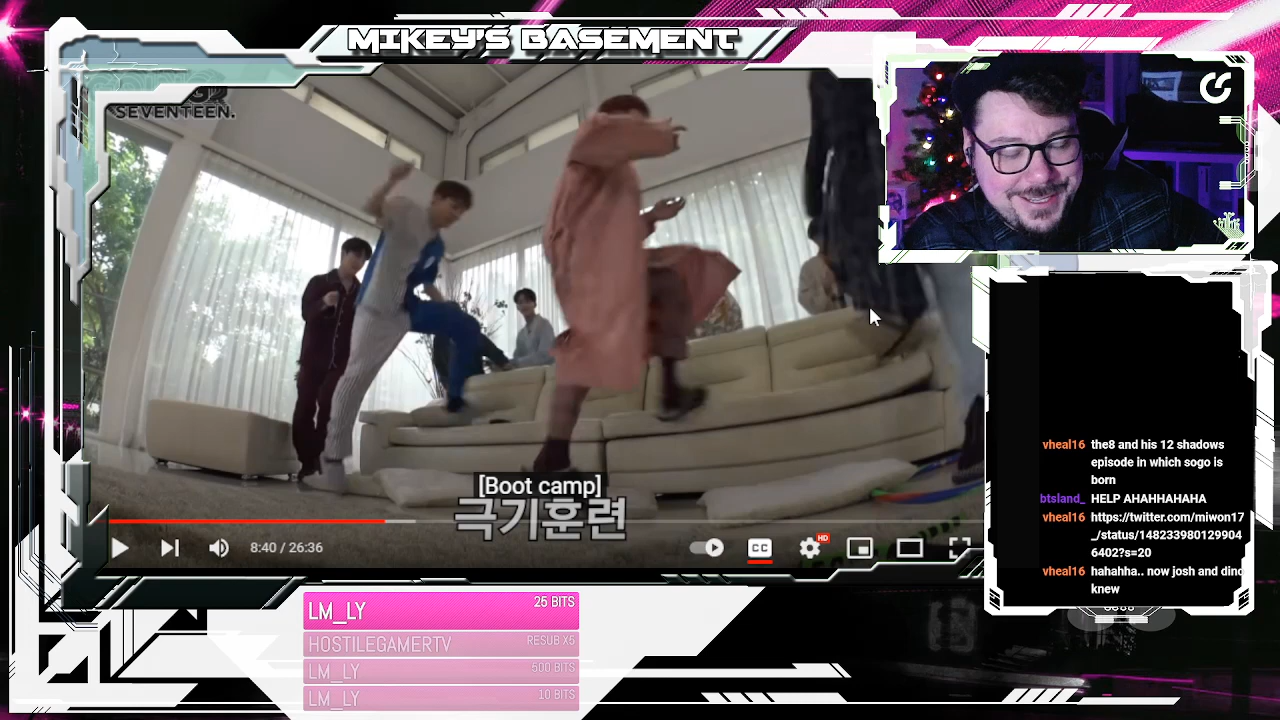 MIKEY'S BASEMENT
SEVENTEEN.
[Boot camp]
극기훈련
8:40 / 26:36
CC
HD
vheal16 the8 and his 12 shadows
episode in which sogo is
born
btsland_ HELP AHAHHAHAHA
vheal16 https://twitter.com/miwon17
_/status/148233980129904
6402?s=20
vheal16 hahahha.. now josh and dino
knew
LM_LY 25 BITS
HOSTILEGAMERTV RESUB X5
LM_LY 500 BITS
LM_LY 10 BITS